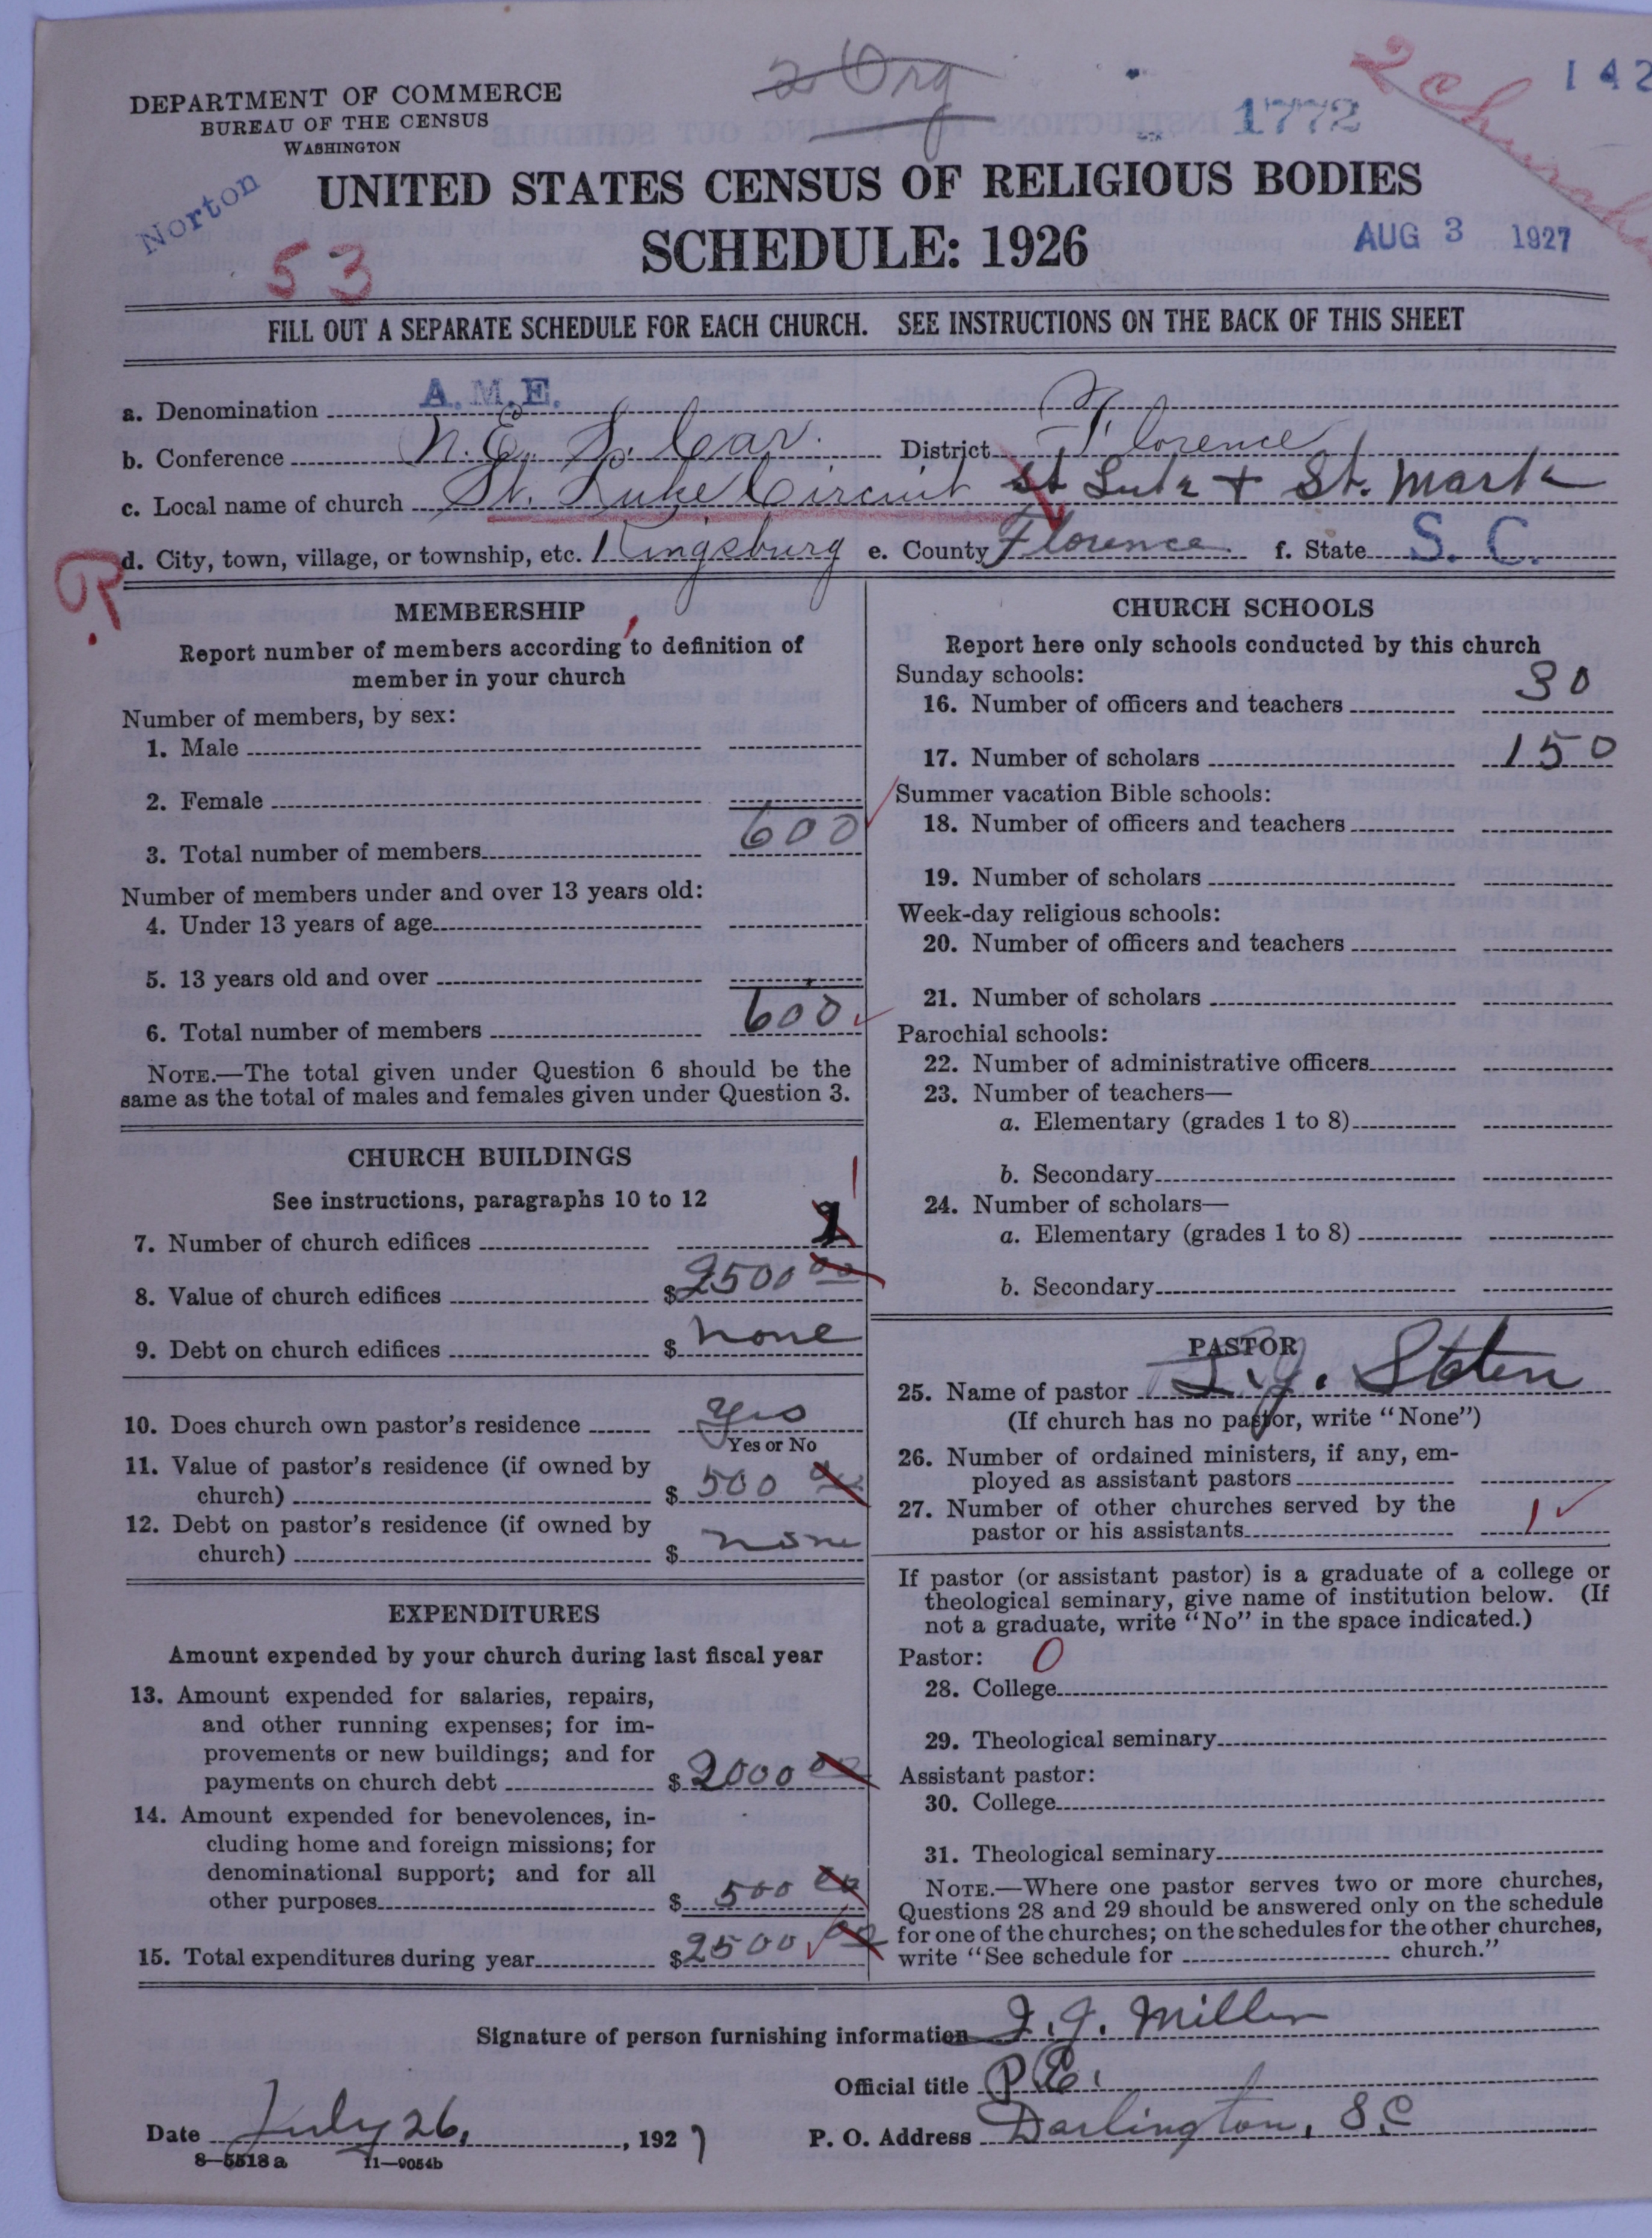 2 Org
1772
142
2 Churches
DEPARTMENT OF COMMERCE
BUREAU OF THE CENSUS
WASHINGTON
Norton
53
UNITED STATES CENSUS OF RELIGIOUS BODIES
SCHEDULE: 1926
AUG 3 1927
FILL OUT A SEPARATE SCHEDULE FOR EACH CHURCH. SEE INSTRUCTIONS ON THE BACK OF THIS SHEET
a. Denomination A.M.E.
b. Conference N.E. S. Car. District Florence
c. Local name of church St. Luke Circuit St Luke + St. Mark
d. City, town, village, or township, etc. Kingsburg e. County Florence f. State S. C.
R
MEMBERSHIP
Report number of members according to definition of
member in your church
Number of members, by sex:
1. Male
2. Female
3. Total number of members 600
Number of members under and over 13 years old:
4. Under 13 years of age
5. 13 years old and over
6. Total number of members 600
NOTE.—The total given under Question 6 should be the
same as the total of males and females given under Question 3.
CHURCH BUILDINGS
See instructions, paragraphs 10 to 12
7. Number of church edifices 1
8. Value of church edifices $2500 00
9. Debt on church edifices $ none
10. Does church own pastor's residence yes
Yes or No
11. Value of pastor's residence (if owned by
church) $ 500 00
12. Debt on pastor's residence (if owned by
church) $ none
EXPENDITURES
Amount expended by your church during last fiscal year
13. Amount expended for salaries, repairs,
and other running expenses; for im-
provements or new buildings; and for
payments on church debt $ 2000 00
14. Amount expended for benevolences, in-
cluding home and foreign missions; for
denominational support; and for all
other purposes $ 500 00
15. Total expenditures during year $2500 00
CHURCH SCHOOLS
Report here only schools conducted by this church
Sunday schools:
16. Number of officers and teachers 30
17. Number of scholars 150
Summer vacation Bible schools:
18. Number of officers and teachers
19. Number of scholars
Week-day religious schools:
20. Number of officers and teachers
21. Number of scholars
Parochial schools:
22. Number of administrative officers
23. Number of teachers—
a. Elementary (grades 1 to 8)
b. Secondary
24. Number of scholars—
a. Elementary (grades 1 to 8)
b. Secondary
PASTOR
25. Name of pastor
(If church has no pastor, write "None")
26. Number of ordained ministers, if any, em-
ployed as assistant pastors
27. Number of other churches served by the
pastor or his assistants 1
If pastor (or assistant pastor) is a graduate of a college or
theological seminary, give name of institution below. (If
not a graduate, write "No" in the space indicated.)
Pastor: 0
28. College
29. Theological seminary
Assistant pastor:
30. College
31. Theological seminary
NOTE.—Where one pastor serves two or more churches,
Questions 28 and 29 should be answered only on the schedule
for one of the churches; on the schedules for the other churches,
write "See schedule for church."
Signature of person furnishing information J. J. Miller
Official title P.E.
Date July 26, 1927 P. O. Address Darlington, S.C
8—5518a 11—9054b